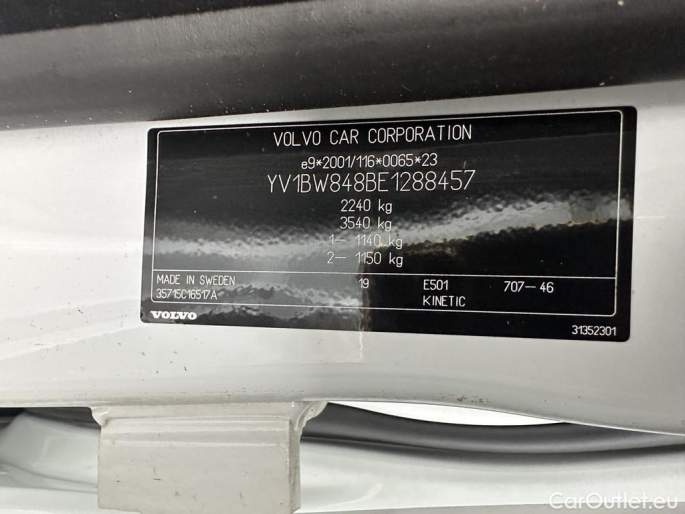 VOLVO CAR CORPORATION
e9*2001/116*0065*23
YV1BW848BE1288457
2240 kg
3540 kg
1– 1140 kg
2– 1150 kg
MADE IN SWEDEN 19 E501 707–46
35715C16517A KINETIC
VOLVO 31352301
CarOutlet.eu